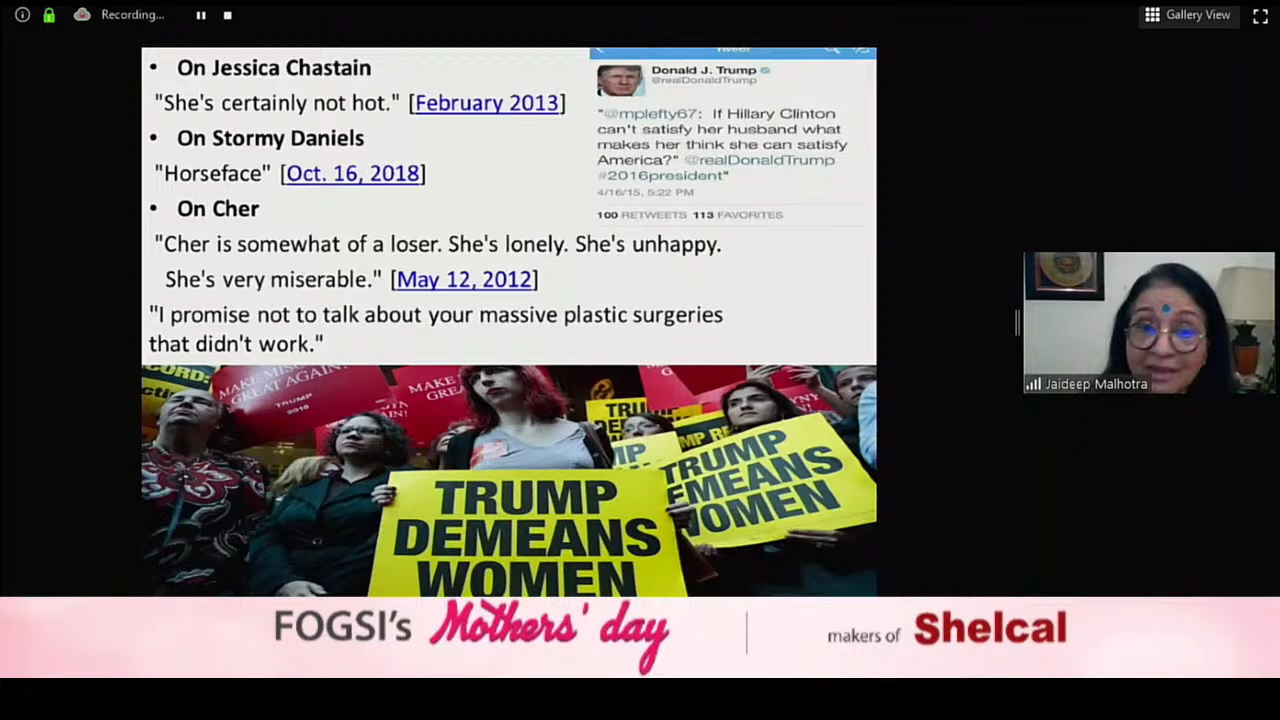 Recording...
Gallery View
• On Jessica Chastain
"She's certainly not hot." [February 2013]
• On Stormy Daniels
"Horseface" [Oct. 16, 2018]
• On Cher
"Cher is somewhat of a loser. She's lonely. She's unhappy.
She's very miserable." [May 12, 2012]
"I promise not to talk about your massive plastic surgeries
that didn't work."
Tweet
Donald J. Trump
@realDonaldTrump
"@mplefty67: If Hillary Clinton
can't satisfy her husband what
makes her think she can satisfy
America?" @realDonaldTrump
#2016president"
4/16/15, 5:22 PM
100 RETWEETS 113 FAVORITES
CORD:
GREAT AGAIN!
TRUMP
MAKE
TRUMP
DEMEANS
WOMEN
TRUMP
EMEANS
WOMEN
Jaideep Malhotra
FOGSI's Mothers' day
makers of Shelcal